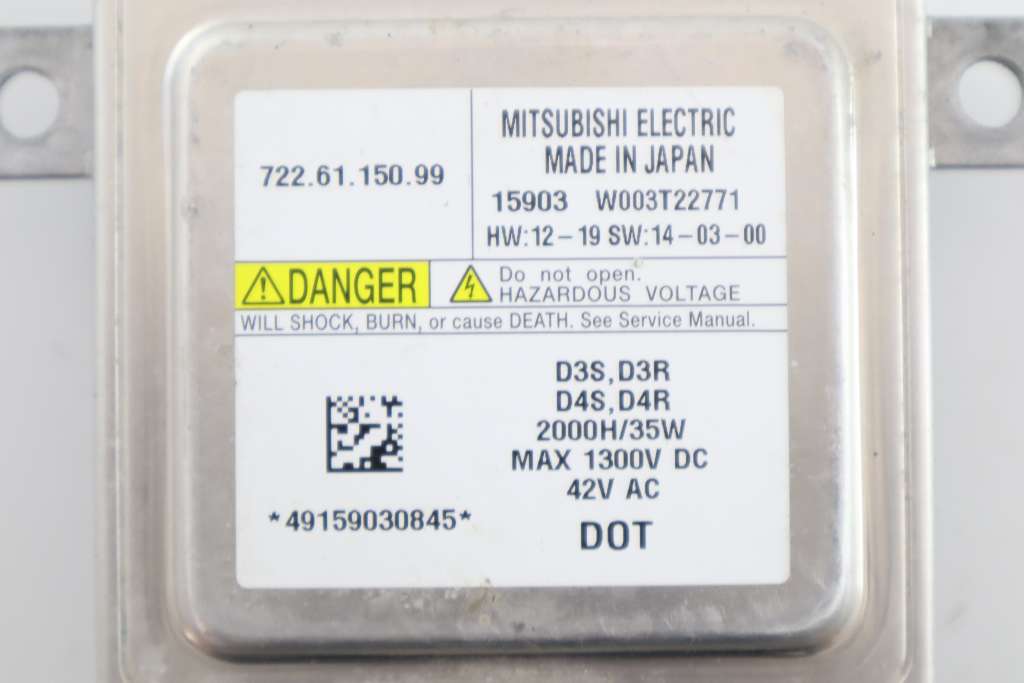 722.61.150.99
MITSUBISHI ELECTRIC
MADE IN JAPAN
15903 W003T22771
HW:12-19 SW:14-03-00
DANGER
Do not open.
HAZARDOUS VOLTAGE
WILL SHOCK, BURN, or cause DEATH. See Service Manual.
D3S,D3R
D4S,D4R
2000H/35W
MAX 1300V DC
42V AC
*49159030845*
DOT